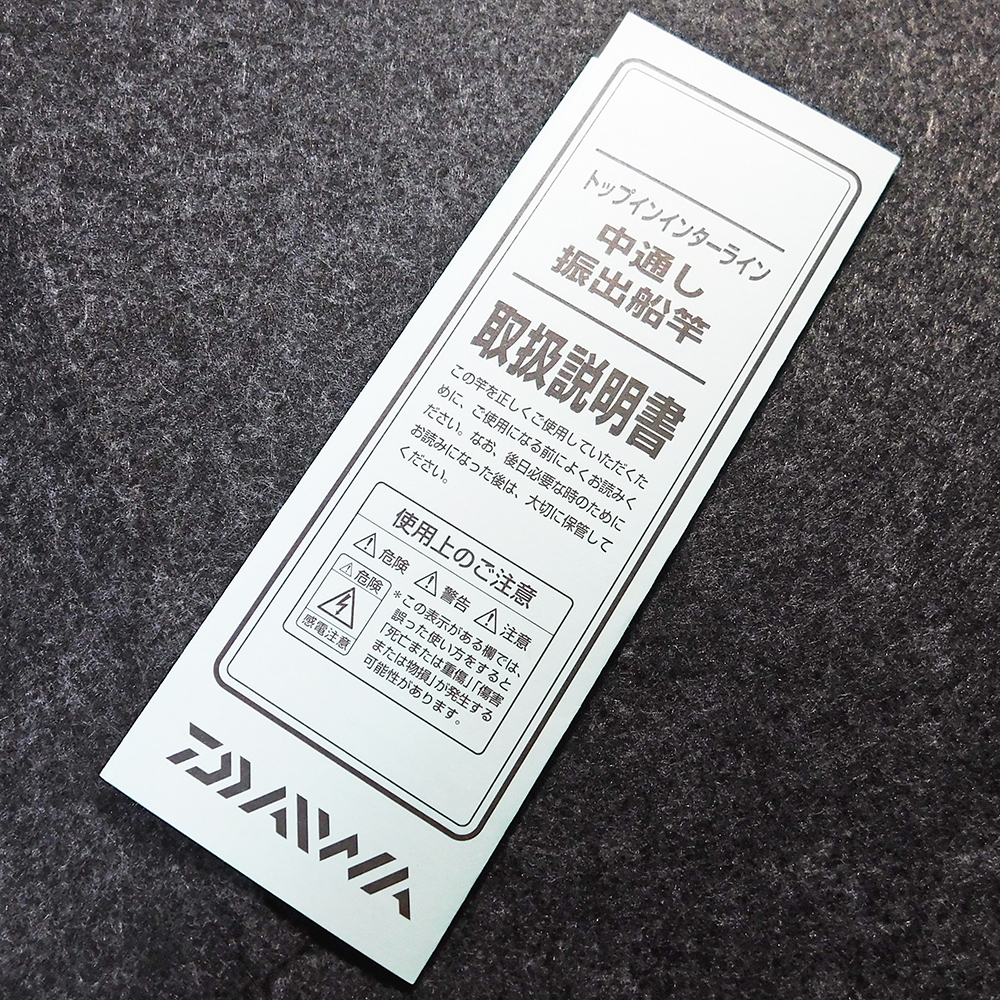 トップインインターライン
中通し
振出船竿
取扱説明書
この竿を正しくご使用していただくた
めに、ご使用になる前によくお読みく
ださい。なお、後日必要な時のために
お読みになった後は、大切に保管して
ください。
使用上のご注意
危険 警告 注意
危険
感電注意
*この表示がある欄では、
誤った使い方をすると
「死亡または重傷」「傷害
または物損」が発生する
可能性があります。
DAIWA